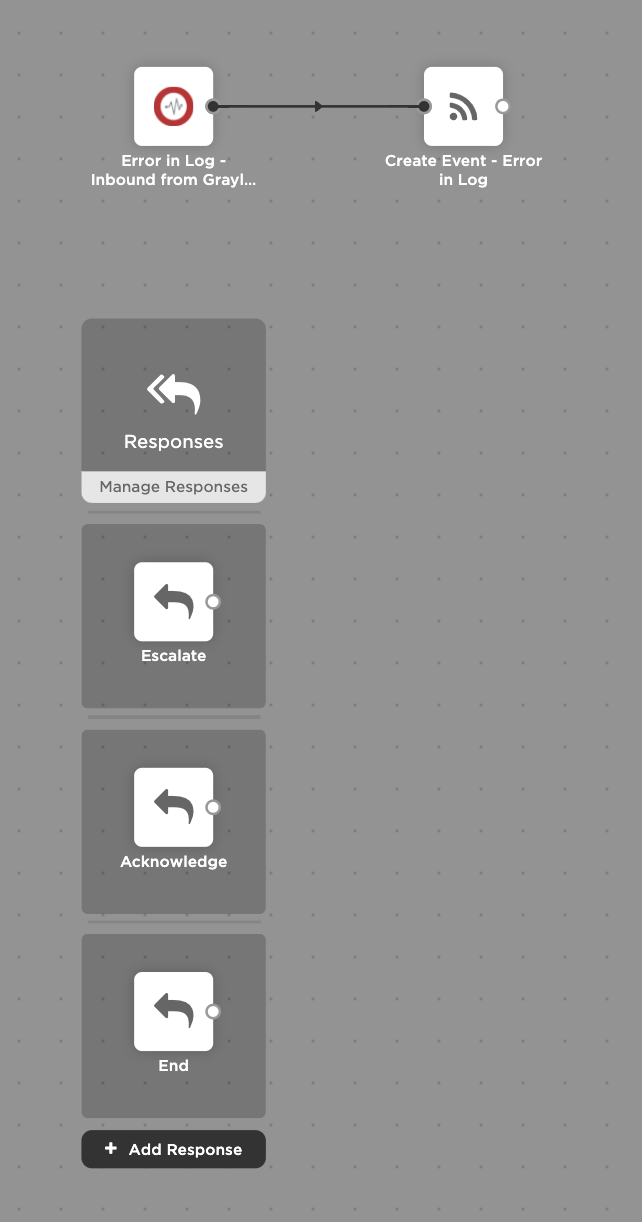 Error in Log -
Inbound from Grayl...
Create Event - Error
in Log
Responses
Manage Responses
Escalate
Acknowledge
End
+ Add Response